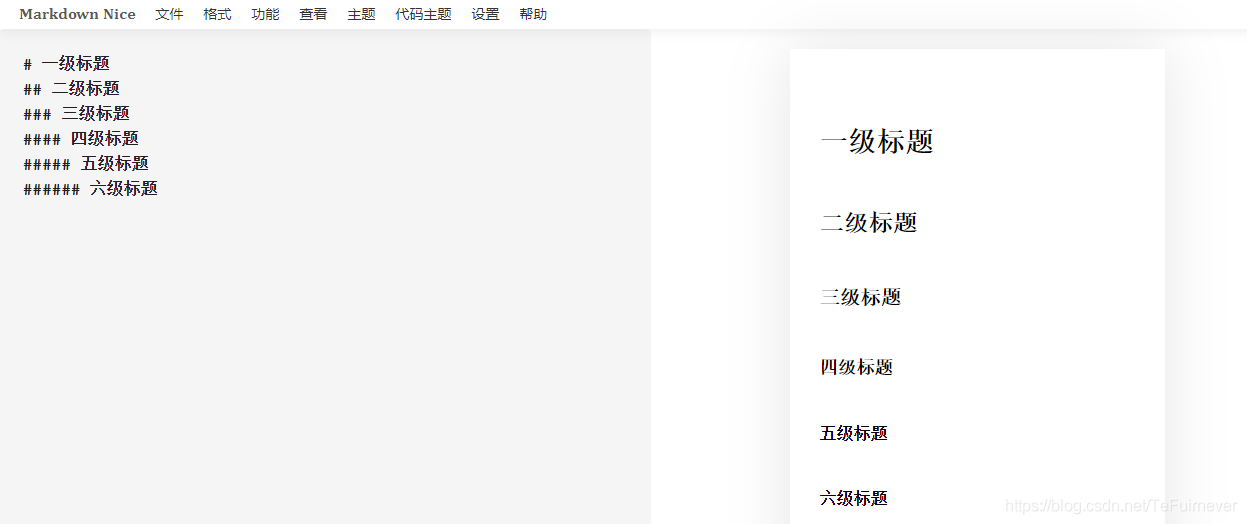 Markdown Nice 文件 格式 功能 查看 主题 代码主题 设置 帮助
# 一级标题
## 二级标题
### 三级标题
#### 四级标题
##### 五级标题
###### 六级标题
一级标题
二级标题
三级标题
四级标题
五级标题
六级标题
https://blog.csdn.net/TeFuirnever